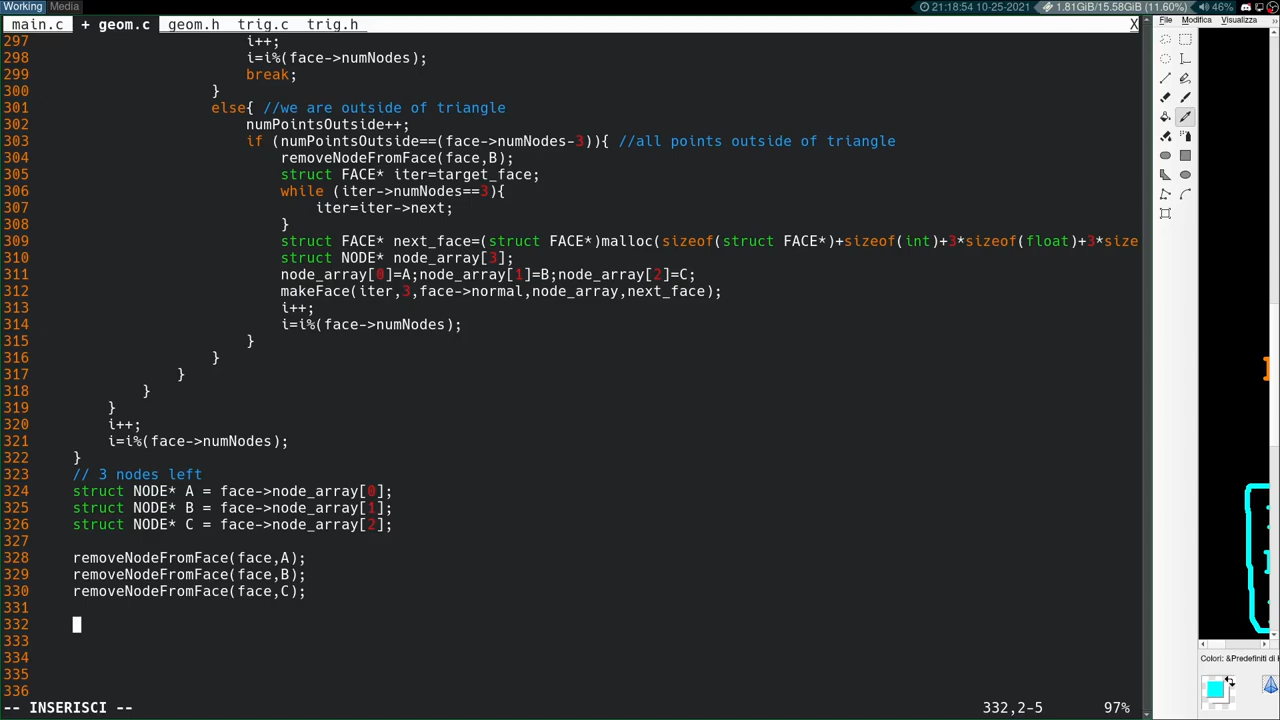 Working Media
21:18:54 10-25-2021 1.81GiB/15.58GiB (11.60%) 46%
main.c + geom.c geom.h trig.c trig.h X
297 i++;
298 i=i%(face->numNodes);
299 break;
300 }
301 else{ //we are outside of triangle
302 numPointsOutside++;
303 if (numPointsOutside==(face->numNodes-3)){ //all points outside of triangle
304 removeNodeFromFace(face,B);
305 struct FACE* iter=target_face;
306 while (iter->numNodes==3){
307 iter=iter->next;
308 }
309 struct FACE* next_face=(struct FACE*)malloc(sizeof(struct FACE*)+sizeof(int)+3*sizeof(float)+3*size
310 struct NODE* node_array[3];
311 node_array[0]=A;node_array[1]=B;node_array[2]=C;
312 makeFace(iter,3,face->normal,node_array,next_face);
313 i++;
314 i=i%(face->numNodes);
315 }
316 }
317 }
318 }
319 }
320 i++;
321 i=i%(face->numNodes);
322 }
323 // 3 nodes left
324 struct NODE* A = face->node_array[0];
325 struct NODE* B = face->node_array[1];
326 struct NODE* C = face->node_array[2];
327
328 removeNodeFromFace(face,A);
329 removeNodeFromFace(face,B);
330 removeNodeFromFace(face,C);
331
332
333
334
335
336
-- INSERISCI -- 332,2-5 97%
File Modifica Visualizza »
Colori: &Predefiniti di